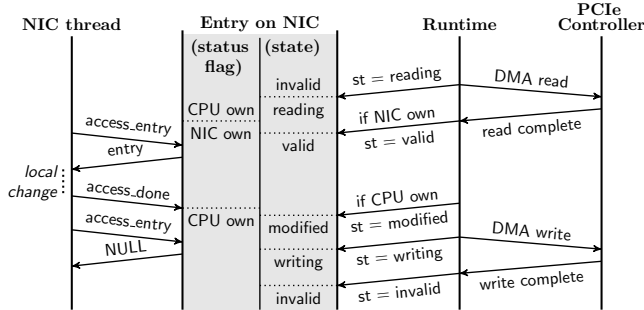 NIC thread
Entry on NIC
Runtime
PCIe
Controller
(status
flag)
(state)
invalid
st = reading
DMA read
CPU own
reading
access_entry
NIC own
if NIC own
entry
valid
st = valid
read complete
local
change
access_done
if CPU own
access_entry
CPU own
modified
st = modified
DMA write
NULL
writing
st = writing
write complete
invalid
st = invalid